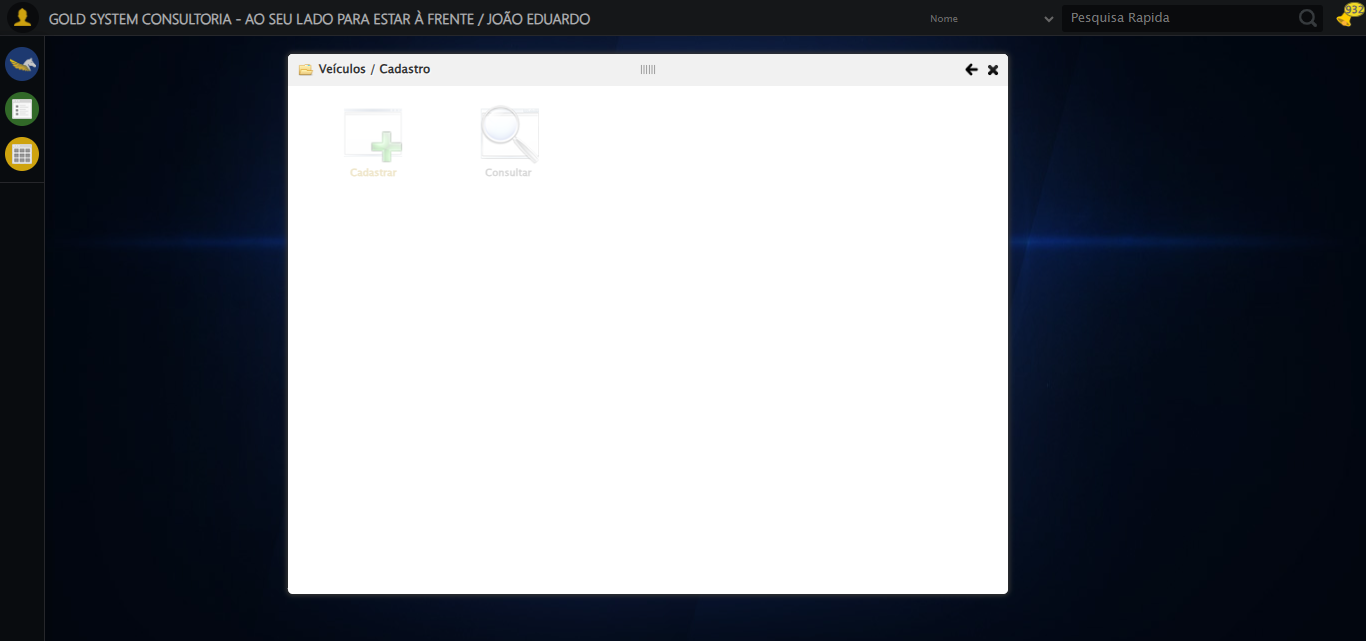 GOLD SYSTEM CONSULTORIA - AO SEU LADO PARA ESTAR À FRENTE / JOÃO EDUARDO
Nome
Pesquisa Rapida
932
Veículos / Cadastro
Cadastrar
Consultar